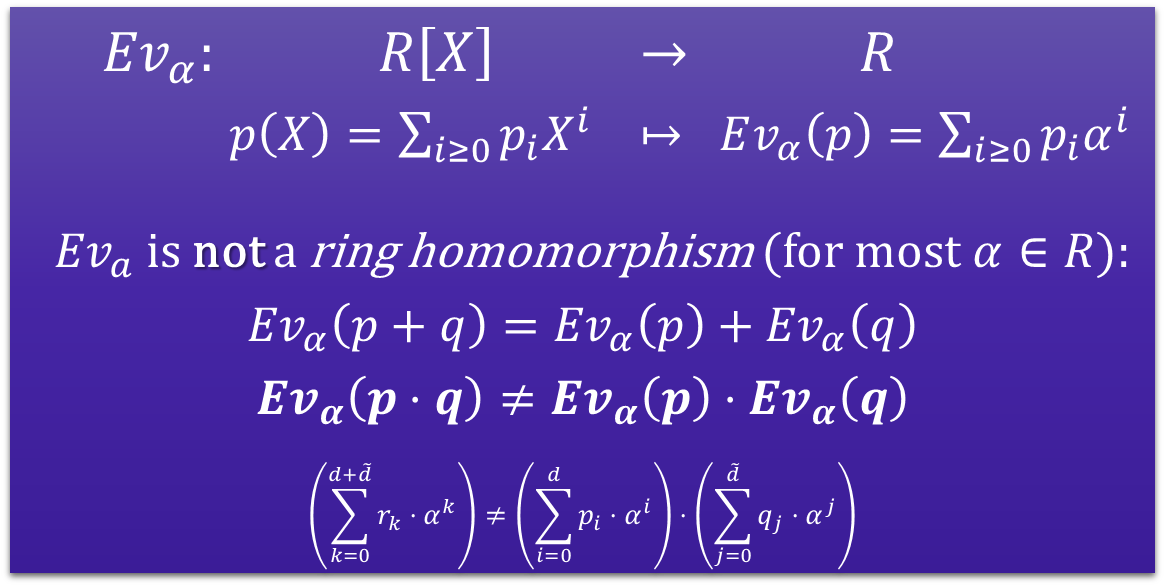 Ev_α: R[X] → R
p(X) = ∑_{i≥0} p_i X^i ↦ Ev_α(p) = ∑_{i≥0} p_i α^i
Ev_a is not a ring homomorphism (for most α ∈ R):
Ev_α(p + q) = Ev_α(p) + Ev_α(q)
Ev_α(p · q) ≠ Ev_α(p) · Ev_α(q)
(∑_{k=0}^{d+d̃} r_k · α^k) ≠ (∑_{i=0}^{d} p_i · α^i) · (∑_{j=0}^{d̃} q_j · α^j)